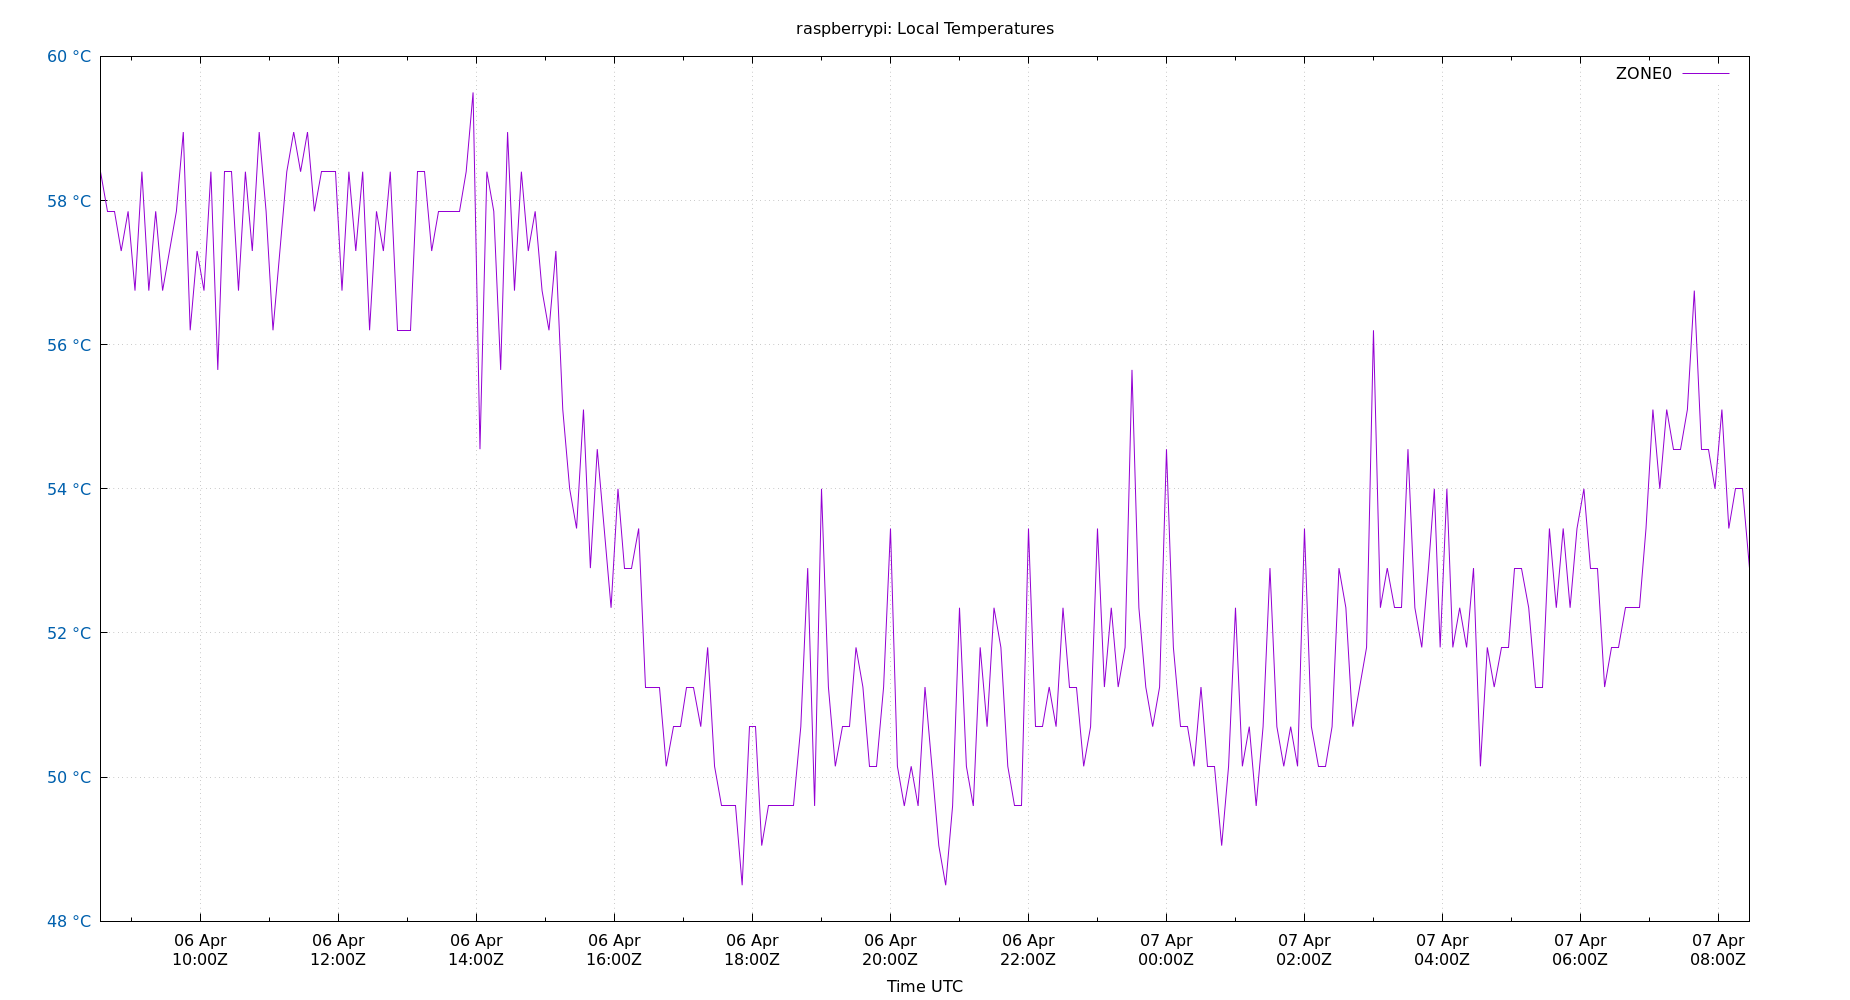 raspberrypi: Local Temperatures
60 °C
ZONE0
58 °C
56 °C
54 °C
52 °C
50 °C
48 °C
06 Apr 06 Apr 06 Apr 06 Apr 06 Apr 06 Apr 06 Apr 07 Apr 07 Apr 07 Apr 07 Apr 07 Apr
10:00Z 12:00Z 14:00Z 16:00Z 18:00Z 20:00Z 22:00Z 00:00Z 02:00Z 04:00Z 06:00Z 08:00Z
Time UTC